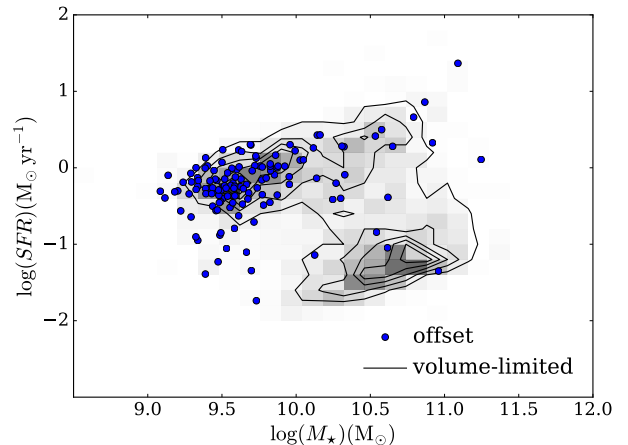 2
1
0
−1
−2
log(SFR)(M⊙ yr⁻¹)
offset
volume-limited
9.0 9.5 10.0 10.5 11.0 11.5 12.0
log(M⋆)(M⊙)